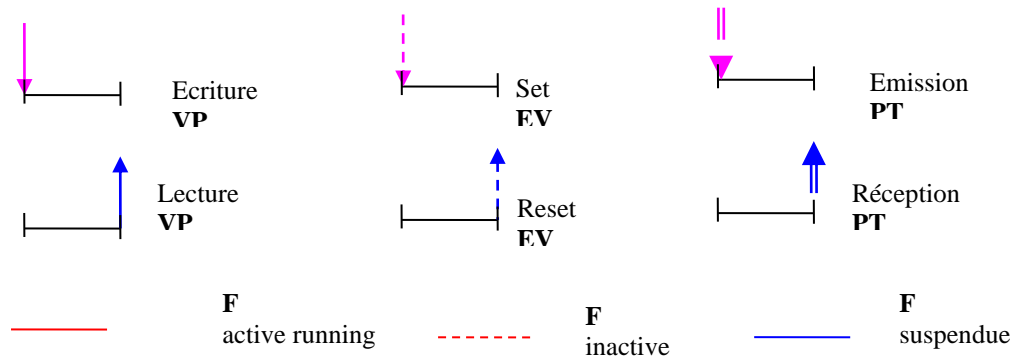 Ecriture
VP
Set
EV
Emission
PT
Lecture
VP
Reset
EV
Réception
PT
F
active running
F
inactive
F
suspendue